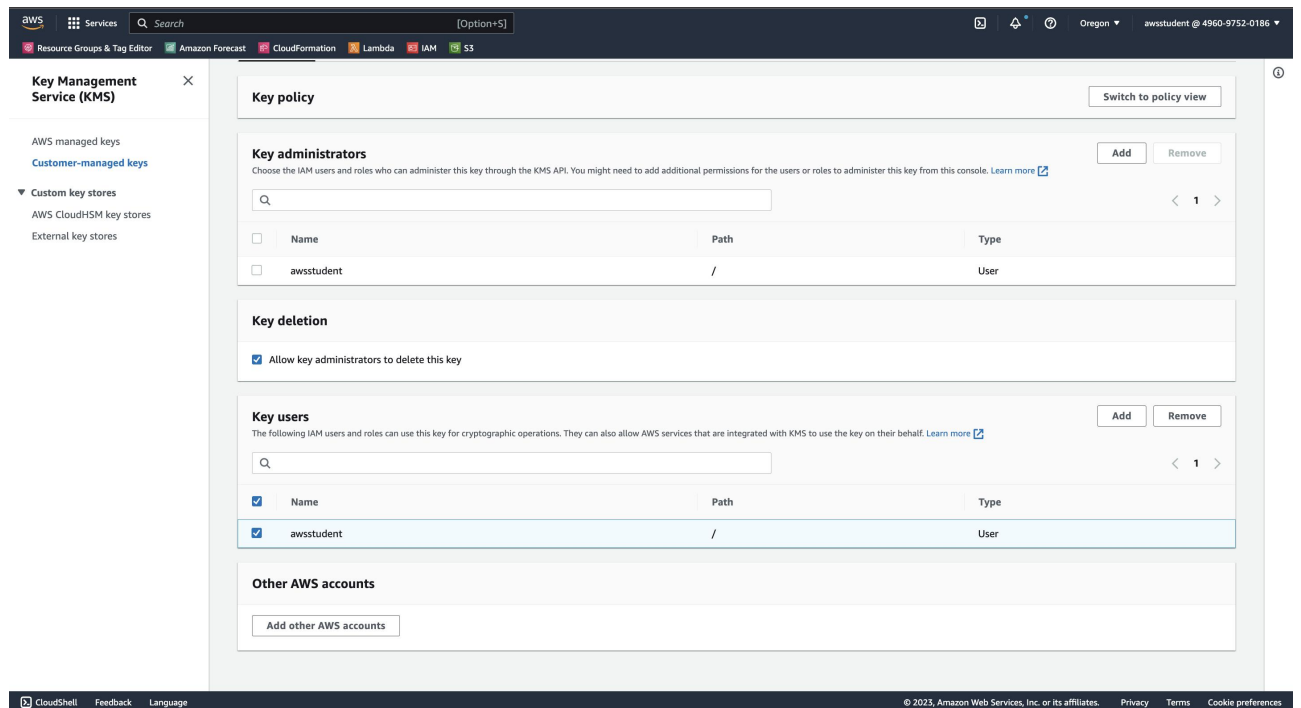 aws
Services
Search
[Option+S]
Oregon
awsstudent @ 4960-9752-0186
Resource Groups & Tag Editor
Amazon Forecast
CloudFormation
Lambda
IAM
S3
Key Management
Service (KMS)
AWS managed keys
Customer-managed keys
Custom key stores
AWS CloudHSM key stores
External key stores
Key policy
Switch to policy view
Key administrators
Add
Remove
Choose the IAM users and roles who can administer this key through the KMS API. You might need to add additional permissions for the users or roles to administer this key from this console. Learn more
1
Name
Path
Type
awsstudent
/
User
Key deletion
Allow key administrators to delete this key
Key users
Add
Remove
The following IAM users and roles can use this key for cryptographic operations. They can also allow AWS services that are integrated with KMS to use the key on their behalf. Learn more
1
Name
Path
Type
awsstudent
/
User
Other AWS accounts
Add other AWS accounts
CloudShell
Feedback
Language
© 2023, Amazon Web Services, Inc. or its affiliates.
Privacy
Terms
Cookie preferences